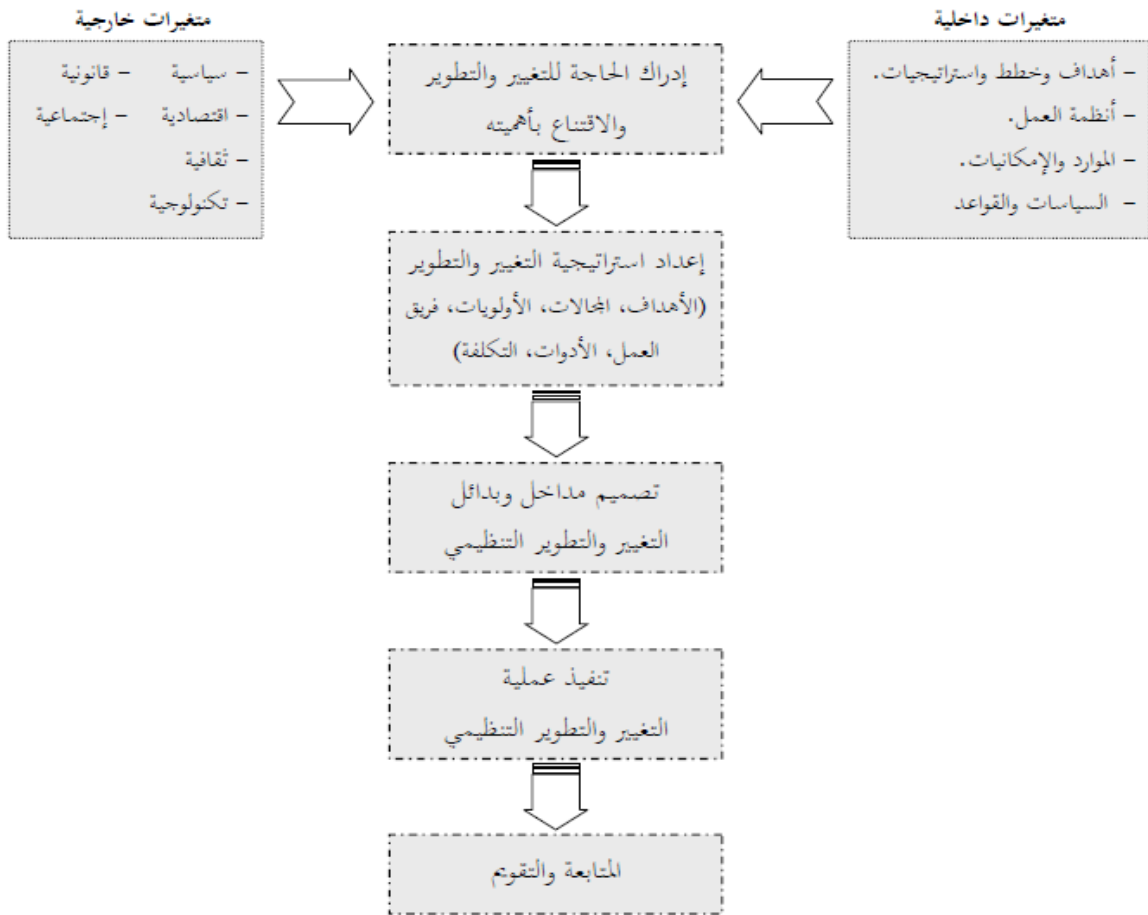 متغيرات داخلية
- أهداف وخطط واستراتيجيات.
- أنظمة العمل.
- الموارد والإمكانيات.
- السياسات والقواعد
متغيرات خارجية
- سياسية - قانونية
- اقتصادية - إجتماعية
- ثقافية
- تكنولوجية
إدراك الحاجة للتغيير والتطوير
والاقتناع بأهميته
إعداد استراتيجية التغيير والتطوير
(الأهداف، المجالات، الأولويات، فريق
العمل، الأدوات، التكلفة)
تصميم مداخل وبدائل
التغيير والتطوير التنظيمي
تنفيذ عملية
التغيير والتطوير التنظيمي
المتابعة والتقويم